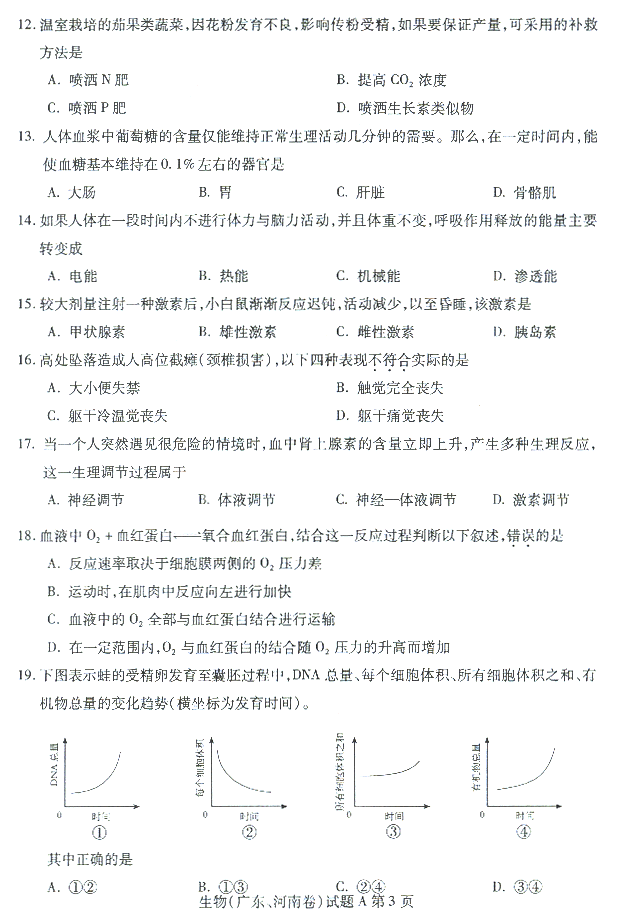 12. 温室栽培的茄果类蔬菜,因花粉发育不良,影响传粉受精,如果要保证产量,可采用的补救
方法是
A. 喷洒N肥 B. 提高CO₂浓度
C. 喷洒P肥 D. 喷洒生长素类似物
13. 人体血浆中葡萄糖的含量仅能维持正常生理活动几分钟的需要。那么,在一定时间内,能
使血糖基本维持在0.1%左右的器官是
A. 大肠 B. 胃 C. 肝脏 D. 骨骼肌
14. 如果人体在一段时间内不进行体力与脑力活动,并且体重不变,呼吸作用释放的能量主要
转变成
A. 电能 B. 热能 C. 机械能 D. 渗透能
15. 较大剂量注射一种激素后,小白鼠渐渐反应迟钝,活动减少,以至昏睡,该激素是
A. 甲状腺素 B. 雄性激素 C. 雌性激素 D. 胰岛素
16. 高处坠落造成人高位截瘫(颈椎损害),以下四种表现不符合实际的是
A. 大小便失禁 B. 触觉完全丧失
C. 躯干冷温觉丧失 D. 躯干痛觉丧失
17. 当一个人突然遇见很危险的情境时,血中肾上腺素的含量立即上升,产生多种生理反应,
这一生理调节过程属于
A. 神经调节 B. 体液调节 C. 神经—体液调节 D. 激素调节
18. 血液中O₂+血红蛋白⇌氧合血红蛋白,结合这一反应过程判断以下叙述,错误的是
A. 反应速率取决于细胞膜两侧的O₂压力差
B. 运动时,在肌肉中反应向左进行加快
C. 血液中的O₂全部与血红蛋白结合进行运输
D. 在一定范围内,O₂与血红蛋白的结合随O₂压力的升高而增加
19. 下图表示蛙的受精卵发育至囊胚过程中,DNA总量、每个细胞体积、所有细胞体积之和、有
机物总量的变化趋势(横坐标为发育时间)。
DNA总量 0 时间 ①
每个细胞体积 0 时间 ②
所有细胞体积之和 0 时间 ③
有机物总量 0 时间 ④
其中正确的是
A. ①② B. ①③ C. ②④ D. ③④
生物(广东、河南卷)试题A第3页